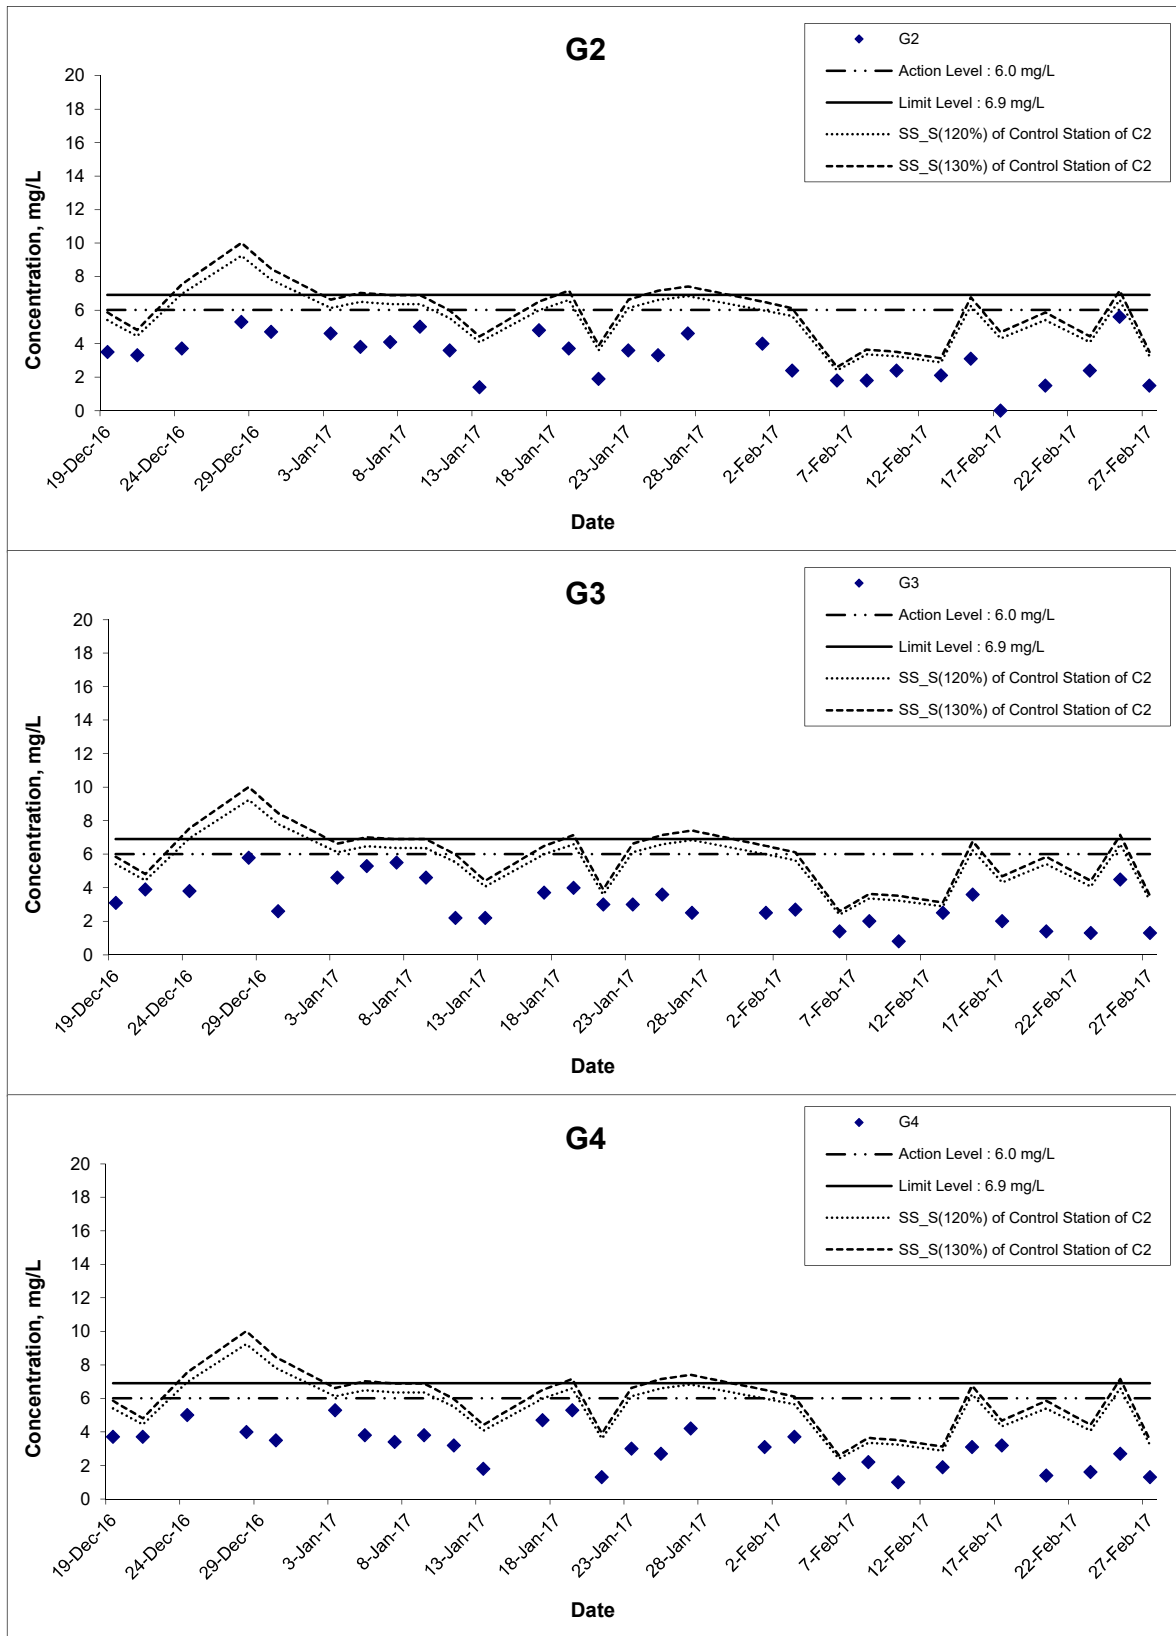 G2
G2
Action Level : 6.0 mg/L
Limit Level : 6.9 mg/L
SS_S(120%) of Control Station of C2
SS_S(130%) of Control Station of C2
Concentration, mg/L
20
18
16
14
12
10
8
6
4
2
0
19-Dec-16
24-Dec-16
29-Dec-16
3-Jan-17
8-Jan-17
13-Jan-17
18-Jan-17
23-Jan-17
28-Jan-17
2-Feb-17
7-Feb-17
12-Feb-17
17-Feb-17
22-Feb-17
27-Feb-17
Date
G3
G3
Action Level : 6.0 mg/L
Limit Level : 6.9 mg/L
SS_S(120%) of Control Station of C2
SS_S(130%) of Control Station of C2
Concentration, mg/L
20
18
16
14
12
10
8
6
4
2
0
19-Dec-16
24-Dec-16
29-Dec-16
3-Jan-17
8-Jan-17
13-Jan-17
18-Jan-17
23-Jan-17
28-Jan-17
2-Feb-17
7-Feb-17
12-Feb-17
17-Feb-17
22-Feb-17
27-Feb-17
Date
G4
G4
Action Level : 6.0 mg/L
Limit Level : 6.9 mg/L
SS_S(120%) of Control Station of C2
SS_S(130%) of Control Station of C2
Concentration, mg/L
20
18
16
14
12
10
8
6
4
2
0
19-Dec-16
24-Dec-16
29-Dec-16
3-Jan-17
8-Jan-17
13-Jan-17
18-Jan-17
23-Jan-17
28-Jan-17
2-Feb-17
7-Feb-17
12-Feb-17
17-Feb-17
22-Feb-17
27-Feb-17
Date